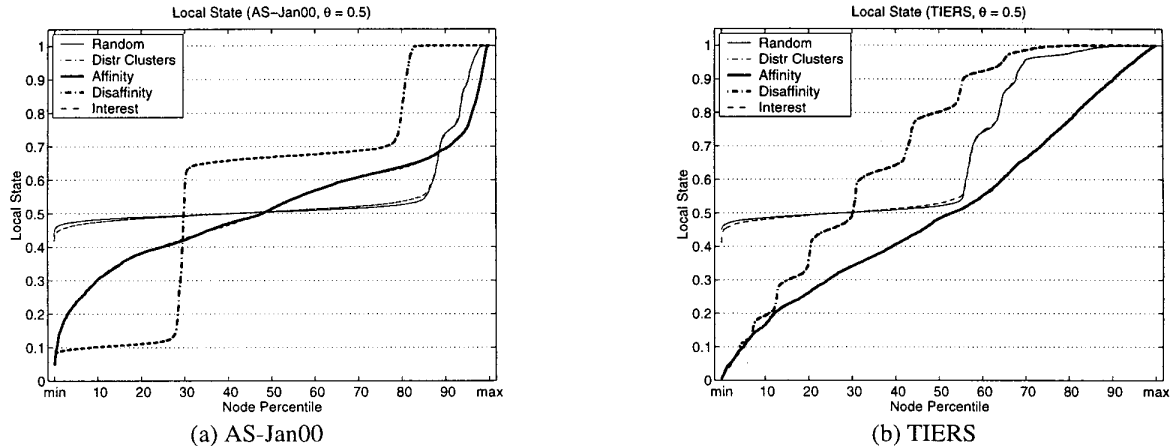 Local State (AS−Jan00, θ = 0.5)
1
0.9
0.8
0.7
0.6
0.5
0.4
0.3
0.2
0.1
0
Local State
Random
Distr Clusters
Affinity
Disaffinity
Interest
min 10 20 30 40 50 60 70 80 90 max
Node Percentile
(a) AS-Jan00
Local State (TIERS, θ = 0.5)
1
0.9
0.8
0.7
0.6
0.5
0.4
0.3
0.2
0.1
0
Local State
Random
Distr Clusters
Affinity
Disaffinity
Interest
min 10 20 30 40 50 60 70 80 90 max
Node Percentile
(b) TIERS